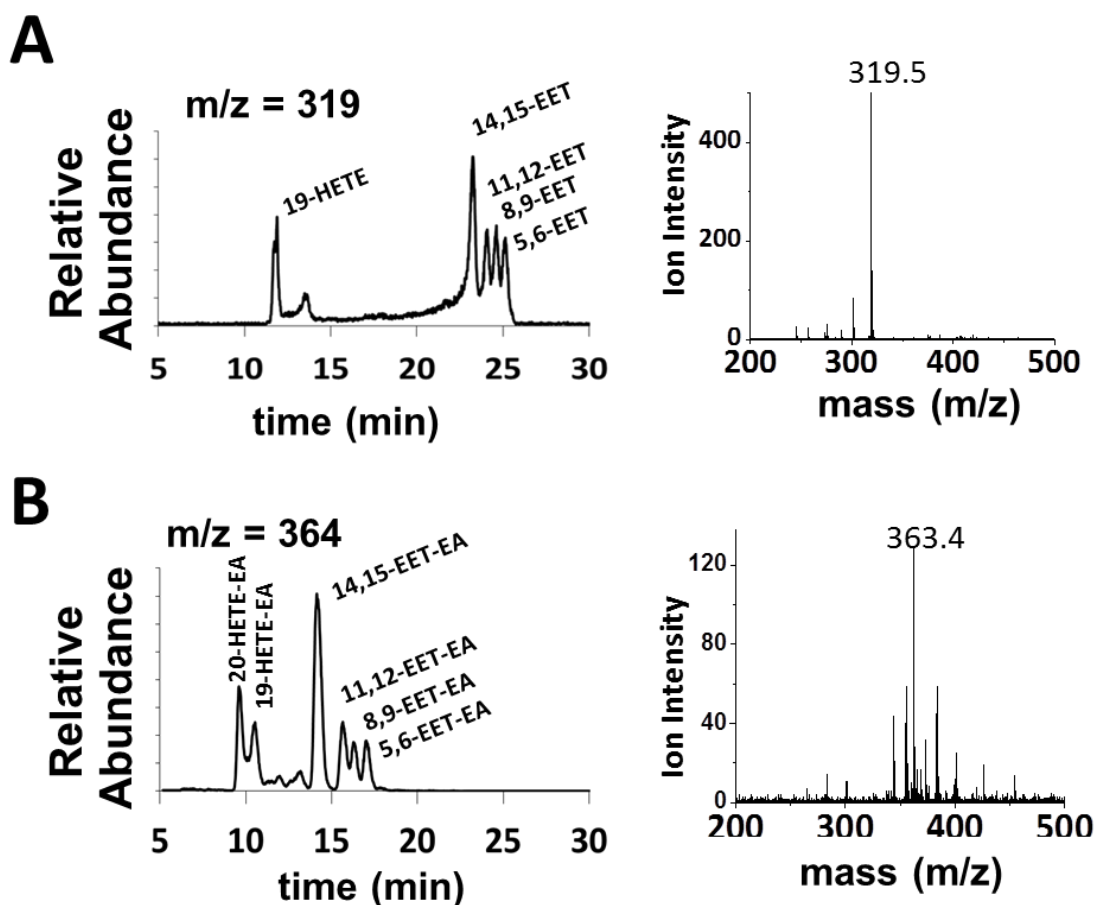 A
m/z = 319
Relative
Abundance
19-HETE
14,15-EET
11,12-EET
8,9-EET
5,6-EET
5 10 15 20 25 30
time (min)
319.5
Ion Intensity
400
200
0
200 300 400 500
mass (m/z)
B
m/z = 364
Relative
Abundance
20-HETE-EA
19-HETE-EA
14,15-EET-EA
11,12-EET-EA
8,9-EET-EA
5,6-EET-EA
5 10 15 20 25 30
time (min)
363.4
Ion Intensity
120
80
40
0
200 300 400 500
mass (m/z)